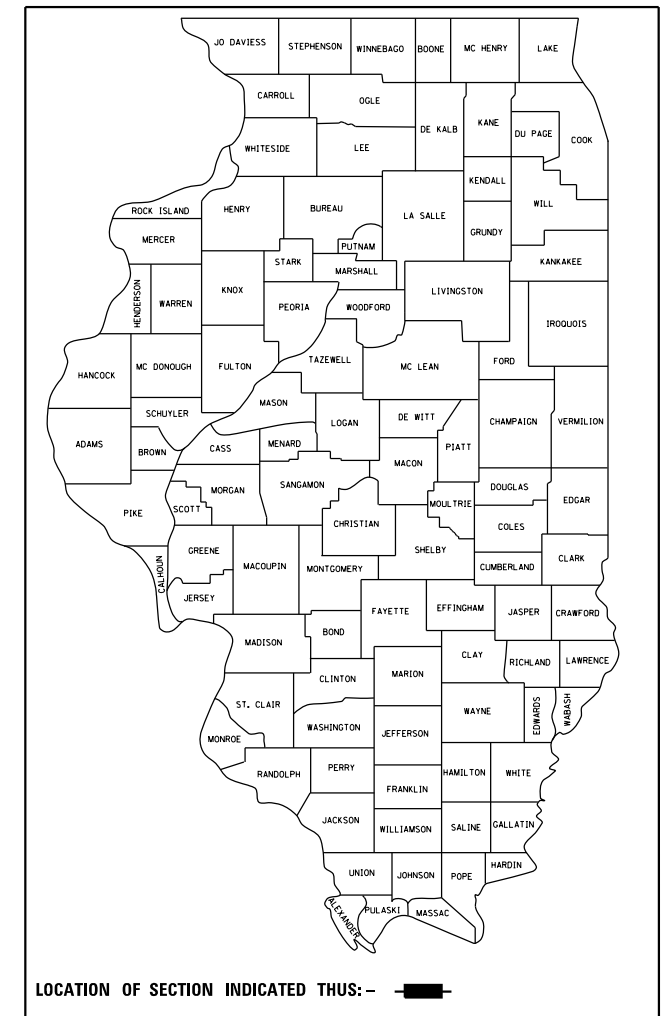 JO DAVIESS STEPHENSON WINNEBAGO BOONE MC HENRY LAKE
CARROLL OGLE
DE KALB KANE DU PAGE COOK
WHITESIDE LEE
KENDALL
ROCK ISLAND HENRY BUREAU LA SALLE WILL
GRUNDY
MERCER PUTNAM
STARK MARSHALL KANKAKEE
HENDERSON WARREN KNOX PEORIA WOODFORD LIVINGSTON
IROQUOIS
HANCOCK MC DONOUGH FULTON TAZEWELL MC LEAN FORD
MASON
SCHUYLER LOGAN DE WITT CHAMPAIGN VERMILION
ADAMS BROWN CASS MENARD PIATT
MACON
MORGAN SANGAMON DOUGLAS EDGAR
PIKE SCOTT MOULTRIE
CHRISTIAN COLES
GREENE SHELBY
CALHOUN MACOUPIN MONTGOMERY CUMBERLAND CLARK
JERSEY
FAYETTE EFFINGHAM JASPER CRAWFORD
MADISON BOND
CLAY RICHLAND LAWRENCE
CLINTON MARION
ST. CLAIR WAYNE EDWARDS WABASH
WASHINGTON JEFFERSON
MONROE
RANDOLPH PERRY HAMILTON WHITE
FRANKLIN
JACKSON WILLIAMSON SALINE GALLATIN
UNION JOHNSON POPE HARDIN
ALEXANDER PULASKI MASSAC
LOCATION OF SECTION INDICATED THUS:-